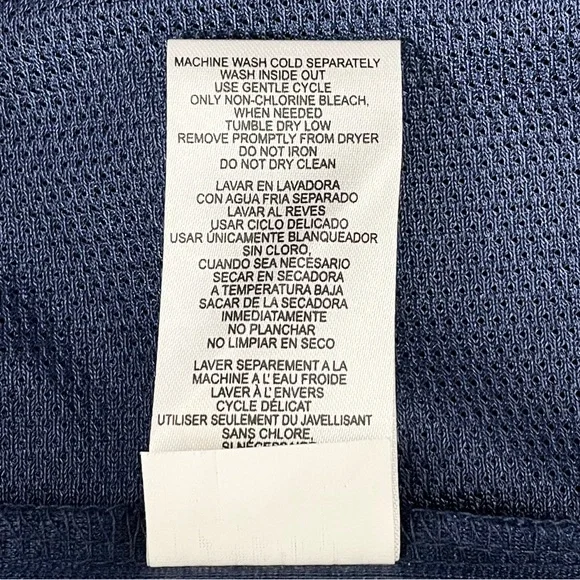 MACHINE WASH COLD SEPARATELY
WASH INSIDE OUT
USE GENTLE CYCLE
ONLY NON-CHLORINE BLEACH,
WHEN NEEDED
TUMBLE DRY LOW
REMOVE PROMPTLY FROM DRYER
DO NOT IRON
DO NOT DRY CLEAN
LAVAR EN LAVADORA
CON AGUA FRIA SEPARADO
LAVAR AL REVES
USAR CICLO DELICADO
USAR ÚNICAMENTE BLANQUEADOR
SIN CLORO,
CUANDO SEA NECESARIO
SECAR EN SECADORA
A TEMPERATURA BAJA
SACAR DE LA SECADORA
INMEDIATAMENTE
NO PLANCHAR
NO LIMPIAR EN SECO
LAVER SEPAREMENT A LA
MACHINE A L'EAU FROIDE
LAVER À L'ENVERS
CYCLE DÉLICAT
UTILISER SEULEMENT DU JAVELLISANT
SANS CHLORE,
SI NÉCESSAIRE